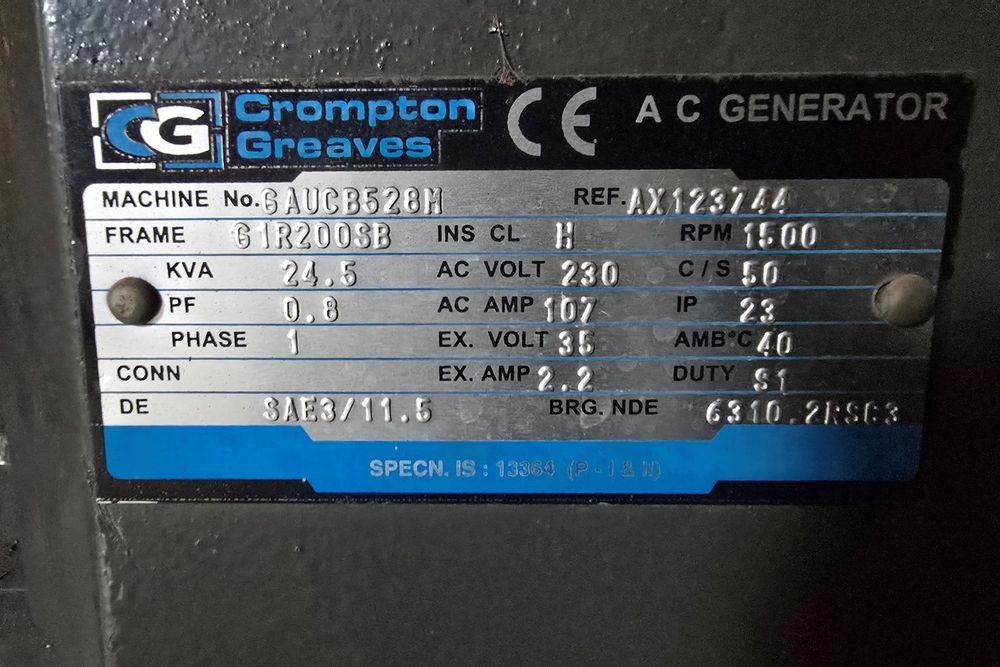 CG Crompton Greaves CE A C GENERATOR
MACHINE No. GAUCB528M REF. AX123744
FRAME G1R200SB INS CL H RPM 1500
KVA 24.5 AC VOLT 230 C / S 50
PF 0.8 AC AMP 107 IP 23
PHASE 1 EX. VOLT 35 AMB°C 40
CONN EX. AMP 2.2 DUTY S1
DE SAE3/11.5 BRG. NDE 6310.2RSC3
SPECN. IS : 13364 (P - I & II)